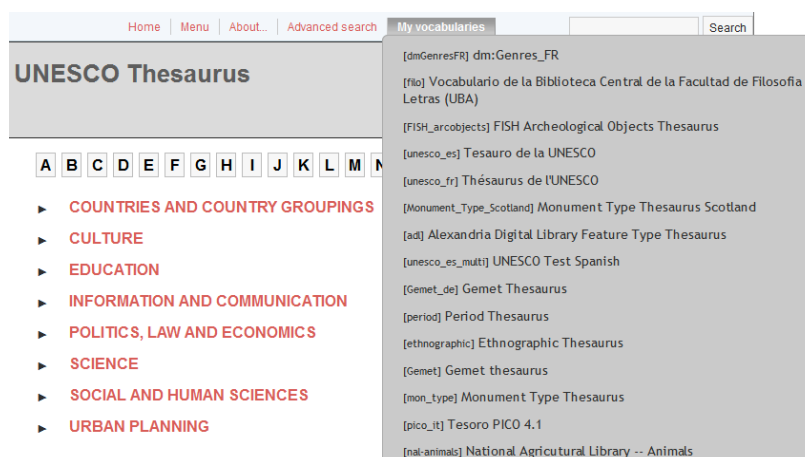 Home Menu About... Advanced search My vocabularies Search
UNESCO Thesaurus
A B C D E F G H I J K L M N
COUNTRIES AND COUNTRY GROUPINGS
CULTURE
EDUCATION
INFORMATION AND COMMUNICATION
POLITICS, LAW AND ECONOMICS
SCIENCE
SOCIAL AND HUMAN SCIENCES
URBAN PLANNING
[dmGenresFR] dm:Genres_FR
[filo] Vocabulario de la Biblioteca Central de la Facultad de Filosofia
Letras (UBA)
[FISH_arcobjects] FISH Archeological Objects Thesaurus
[unesco_es] Tesauro de la UNESCO
[unesco_fr] Thésaurus de l'UNESCO
[Monument_Type_Scotland] Monument Type Thesaurus Scotland
[adl] Alexandria Digital Library Feature Type Thesaurus
[unesco_es_multi] UNESCO Test Spanish
[Gemet_de] Gemet Thesaurus
[period] Period Thesaurus
[ethnographic] Ethnographic Thesaurus
[Gemet] Gemet thesaurus
[mon_type] Monument Type Thesaurus
[pico_it] Tesoro PICO 4.1
[nal-animals] National Agricutural Library -- Animals